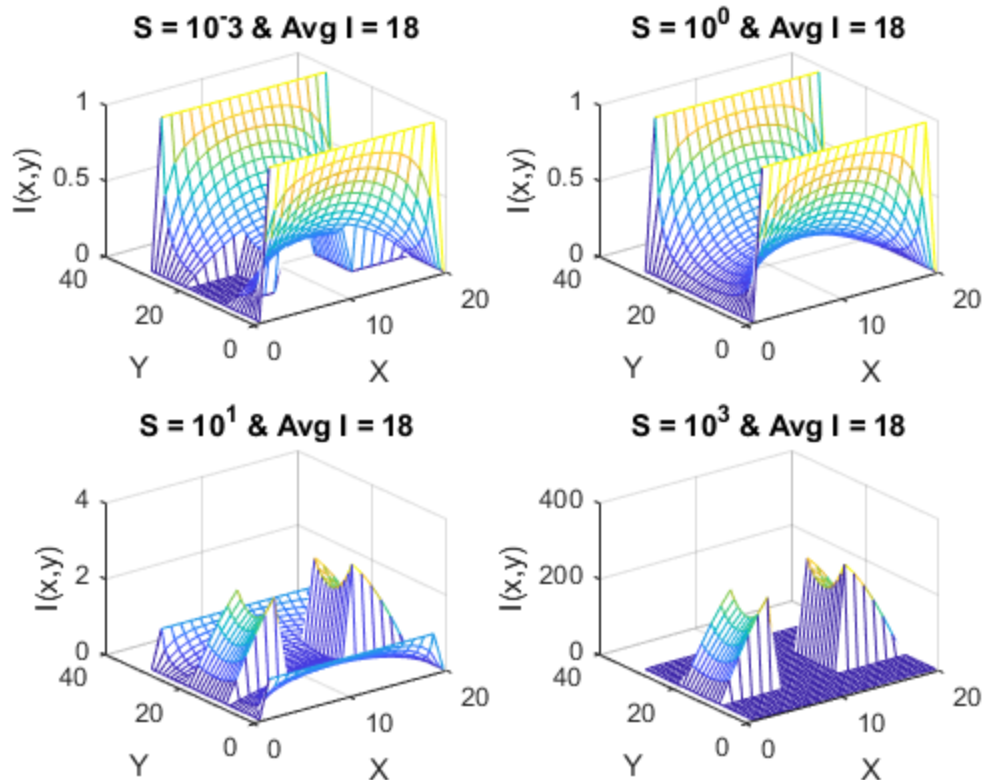 S = 10⁻3 & Avg I = 18
I(x,y)
1
0.5
0
40
20
0
Y
0
10
20
X
S = 10⁰ & Avg I = 18
I(x,y)
1
0.5
0
40
20
0
Y
0
10
20
X
S = 10¹ & Avg I = 18
I(x,y)
4
2
0
40
20
0
Y
0
10
20
X
S = 10³ & Avg I = 18
I(x,y)
400
200
0
40
20
0
Y
0
10
20
X